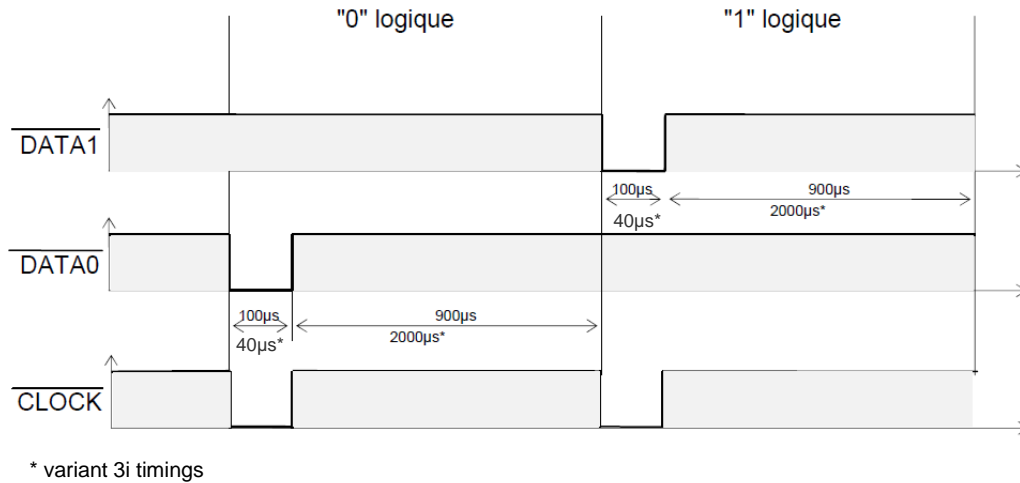 "0" logique
"1" logique
DATA1
100µs
900µs
40µs*
2000µs*
DATA0
100µs
900µs
40µs*
2000µs*
CLOCK
* variant 3i timings